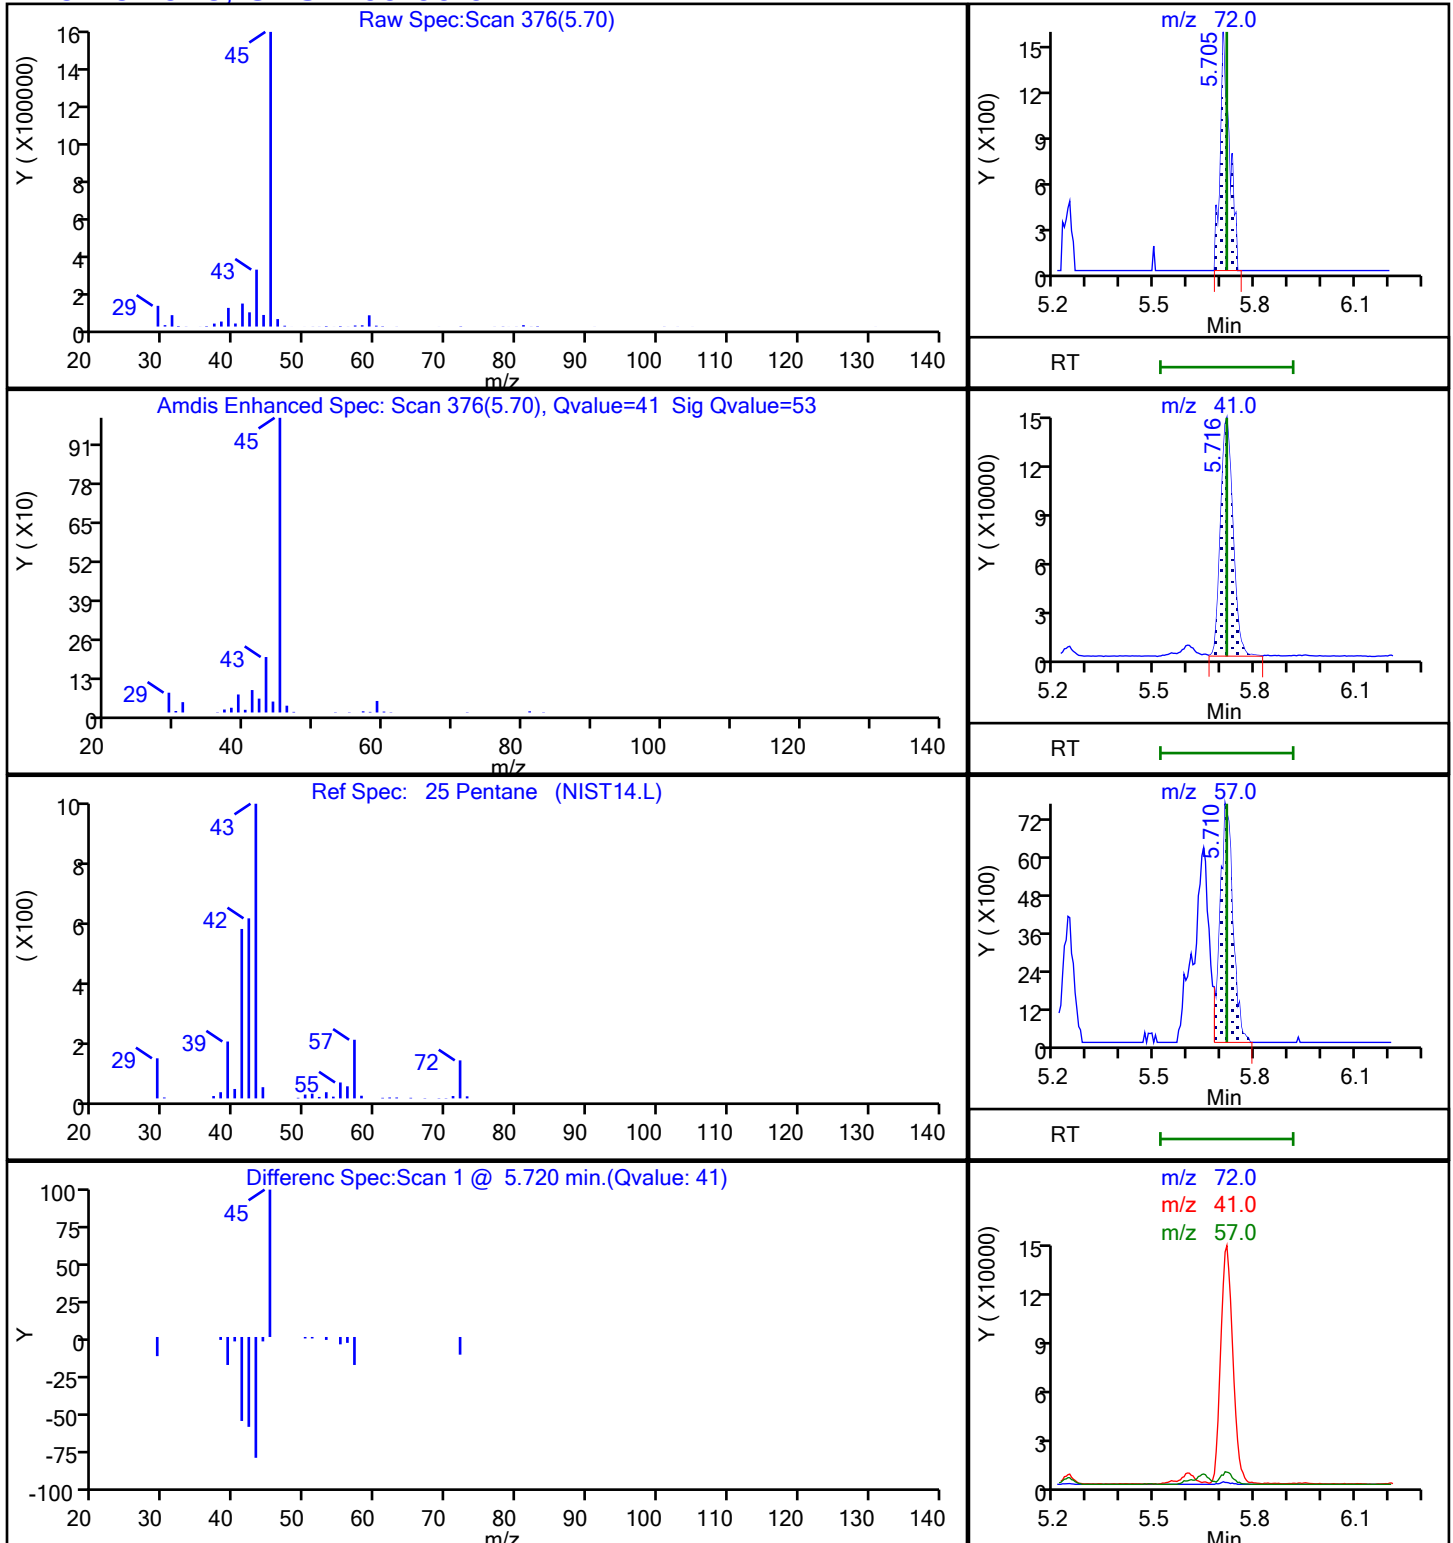 Raw Spec:Scan 376(5.70)
Y ( X100000)
16
14
12
10
8
6
4
2
0
45
43
29
20 30 40 50 60 70 80 90 100 110 120 130 140
m/z
m/z 72.0
Y ( X100)
15
12
9
6
3
0
5.705
5.2 5.5 5.8 6.1
Min
RT
Amdis Enhanced Spec: Scan 376(5.70), Qvalue=41 Sig Qvalue=53
Y ( X10)
91
78
65
52
39
26
13
0
45
43
29
20 40 60 80 100 120 140
m/z
m/z 41.0
Y ( X10000)
15
12
9
6
3
0
5.716
5.2 5.5 5.8 6.1
Min
RT
Ref Spec: 25 Pentane (NIST14.L)
( X100)
10
8
6
4
2
0
43
42
39
29
57
55
72
20 30 40 50 60 70 80 90 100 110 120 130 140
m/z 57.0
Y ( X100)
72
60
48
36
24
12
0
5.710
5.2 5.5 5.8 6.1
Min
RT
Differenc Spec:Scan 1 @ 5.720 min.(Qvalue: 41)
Y
100
75
50
25
0
-25
-50
-75
-100
45
20 30 40 50 60 70 80 90 100 110 120 130 140
m/z
m/z 72.0
m/z 41.0
m/z 57.0
Y ( X10000)
15
12
9
6
3
0
5.2 5.5 5.8 6.1
Min